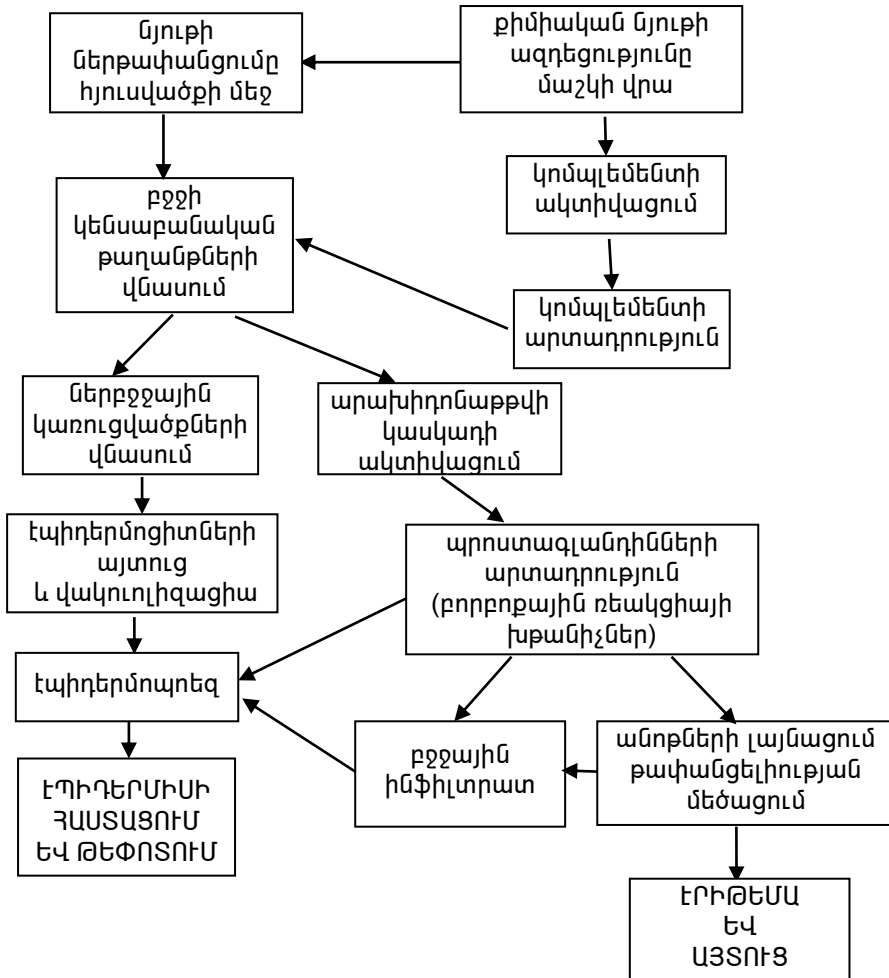 նյութի
ներթափանցումը
հյուսվածքի մեջ
քիմիական նյութի
ազդեցությունը
մաշկի վրա
կոմպլեմենտի
ակտիվացում
բջջի
կենսաբանական
թաղանթների
վնասում
կոմպլեմենտի
արտադրություն
ներբջջային
կառուցվածքների
վնասում
արախիդոնաթթվի
կասկադի
ակտիվացում
էպիդերմոցիտների
այտուց
և վակուոլիզացիա
պրոստագլանդինների
արտադրություն
(բորբոքային ռեակցիայի
խթանիչներ)
էպիդերմոպոեզ
բջջային
ինֆիլտրատ
անոթների լայնացում
թափանցելիության
մեծացում
ԷՊԻԴԵՐՄԻՍԻ
ՀԱՍՏԱՑՈՒՄ
ԵՎ ԹԵՓՈՏՈՒՄ
ԷՐԻԹԵՄԱ
ԵՎ
ԱՅՏՈՒՑ